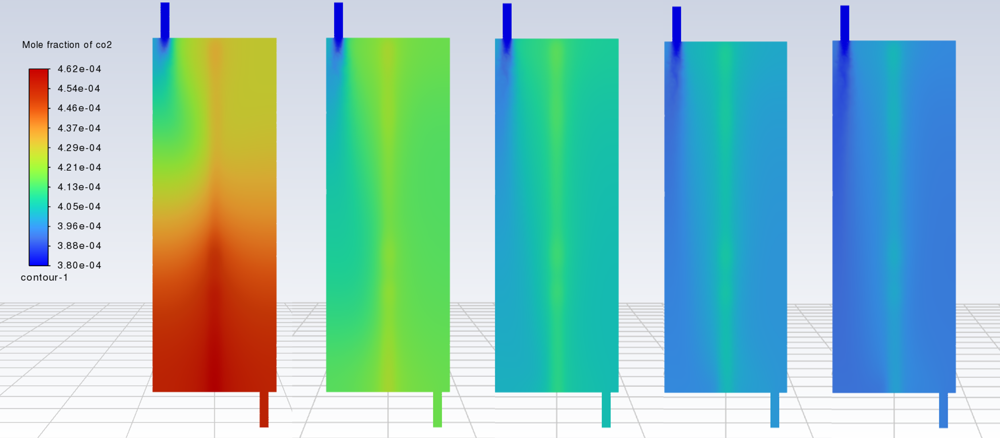 Mole fraction of co2
4.62e-04
4.54e-04
4.46e-04
4.37e-04
4.29e-04
4.21e-04
4.13e-04
4.05e-04
3.96e-04
3.88e-04
3.80e-04
contour-1